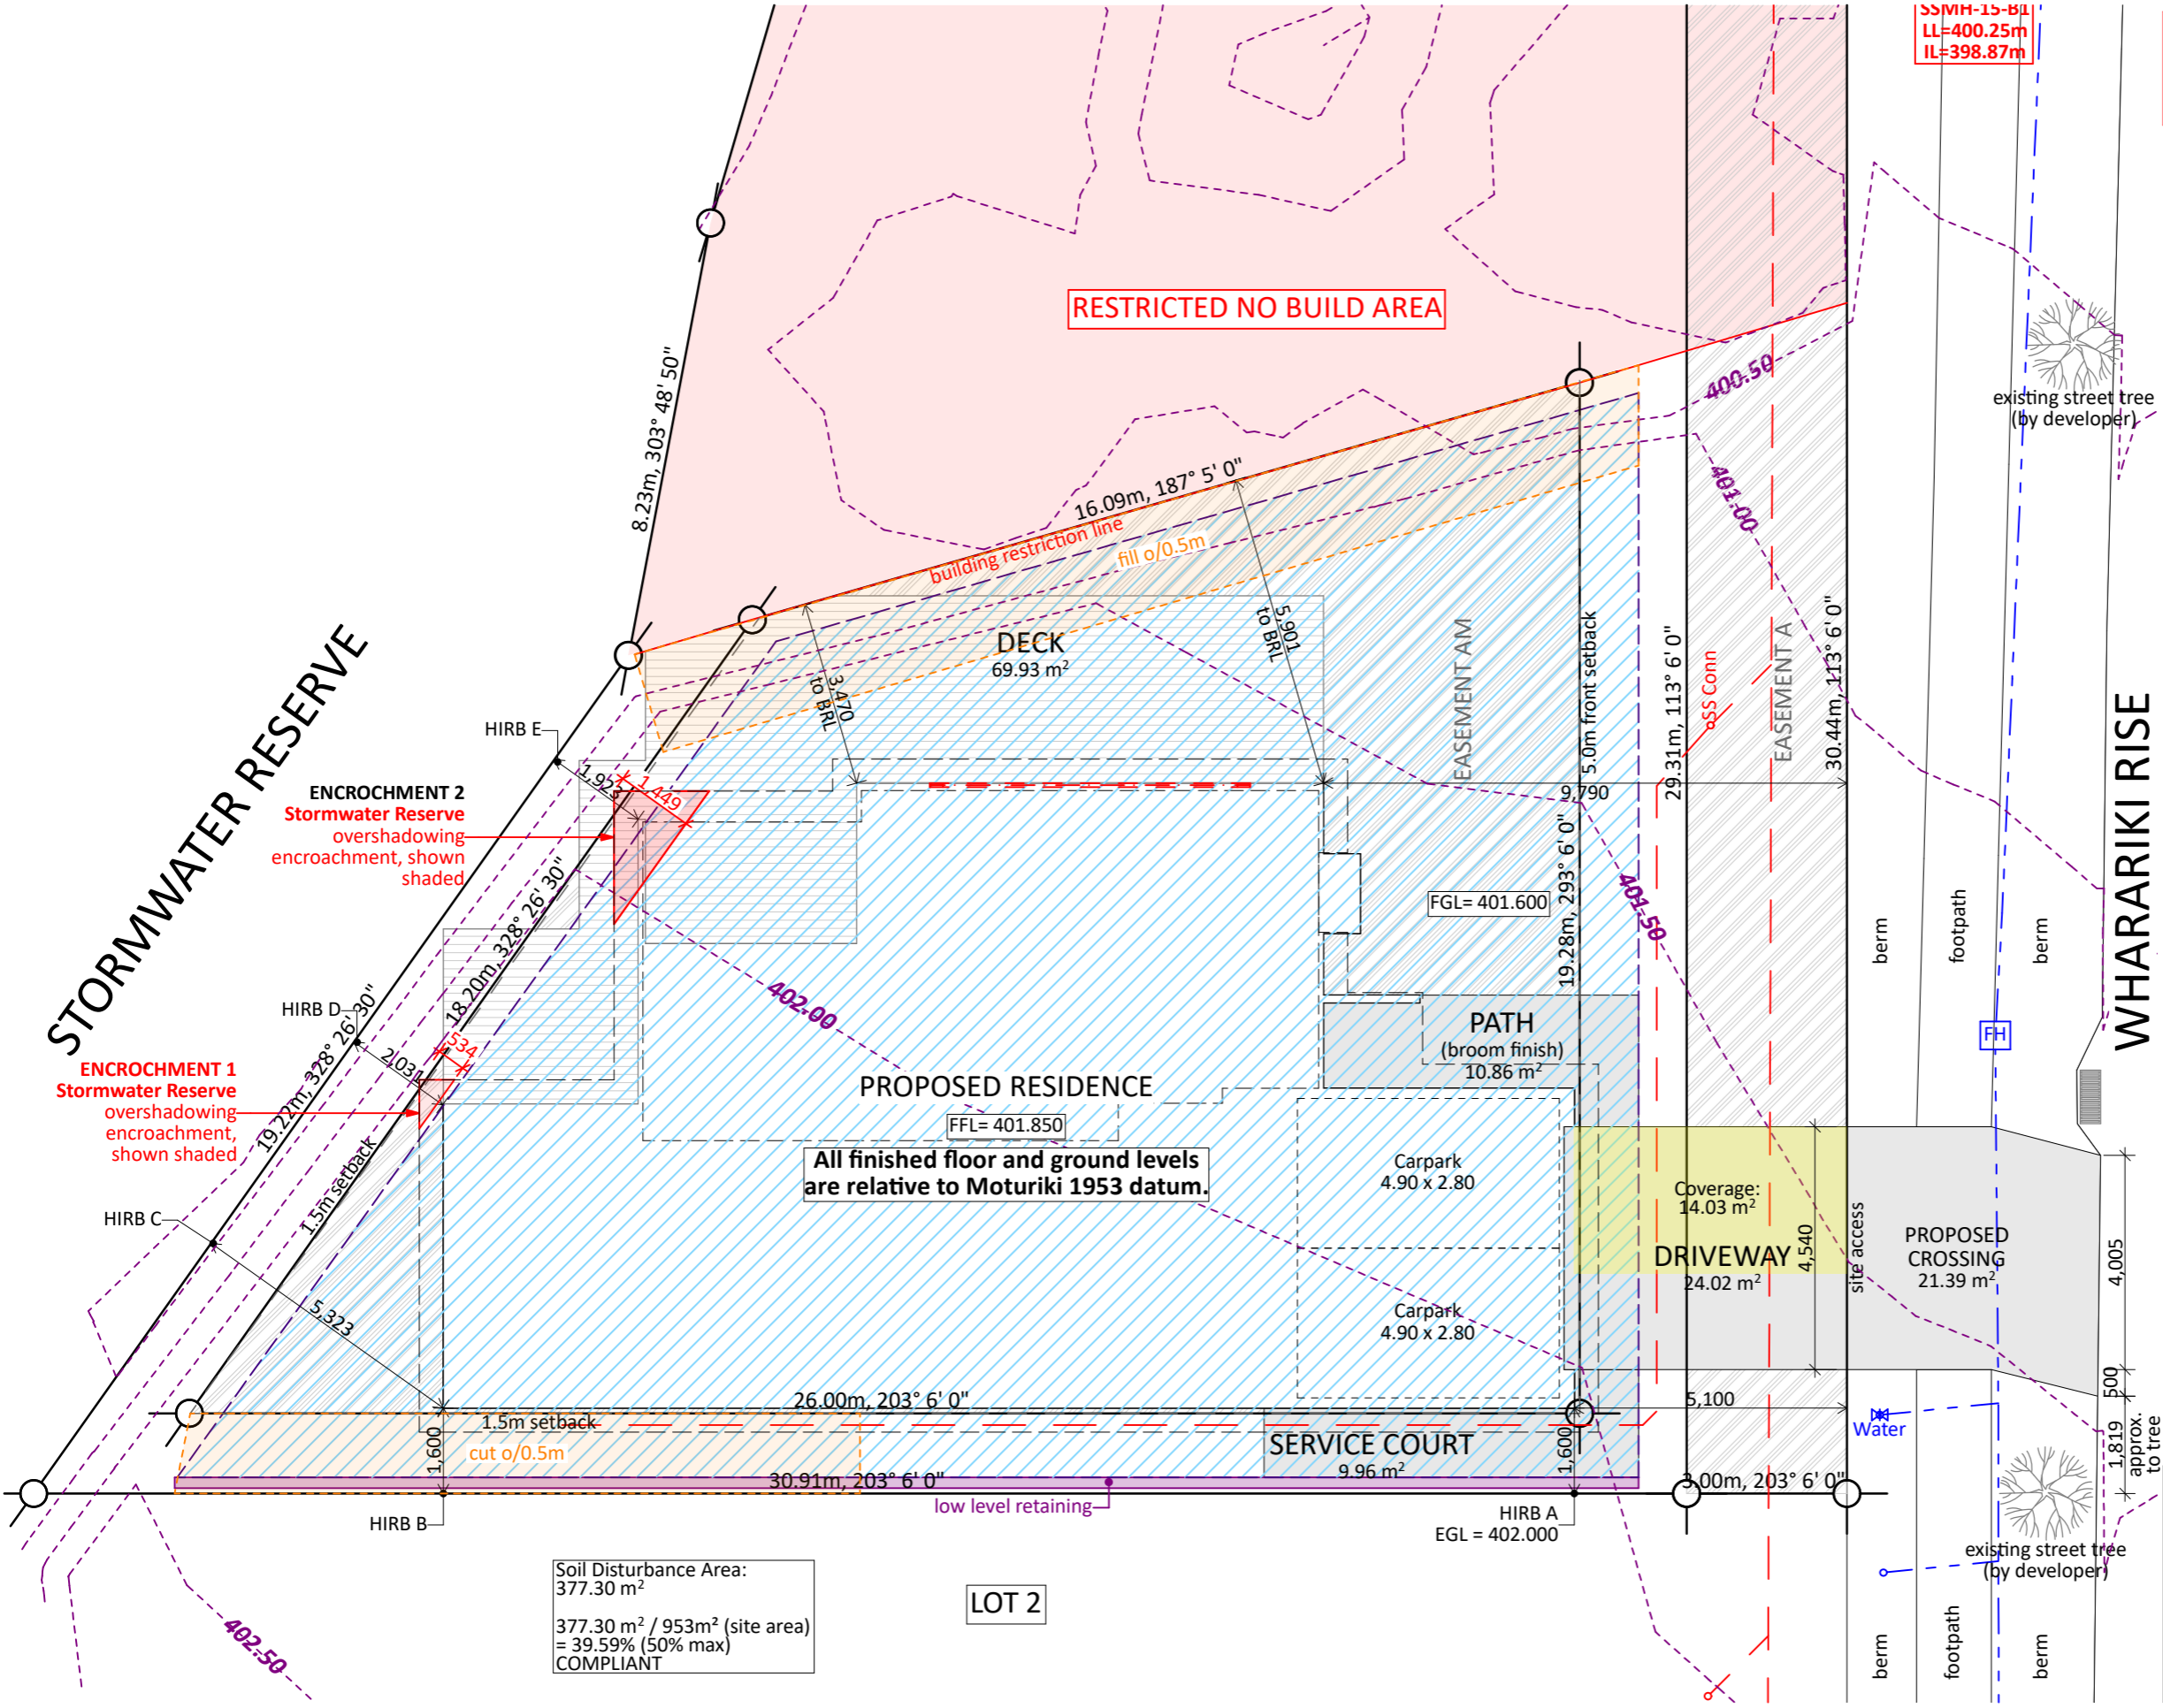 SSMH-15-B1
LL=400.25m
IL=398.87m
RESTRICTED NO BUILD AREA
8.23m, 303° 48' 50"
400.50
existing street tree
(by developer)
401.00
16.09m, 187° 5' 0"
building restriction line
fill o/0.5m
STORMWATER RESERVE
DECK
69.93 m²
3,470
to BRL
5,901
to BRL
EASEMENT AM
5.0m front setback
29.31m, 113° 6' 0"
SS Conn
EASEMENT A
30.44m, 113° 6' 0"
WHARARIKI RISE
HIRB E
1,923
1,449
9,790
ENCROCHMENT 2
Stormwater Reserve
overshadowing
encroachment, shown
shaded
18.20m, 328° 26' 30"
19.28m, 293° 6' 0"
FGL= 401.600
401.50
berm
footpath
berm
402.00
HIRB D
2,031
534
FH
PATH
(broom finish)
10.86 m²
ENCROCHMENT 1
Stormwater Reserve
overshadowing
encroachment,
shown shaded
19.22m, 328° 26' 30"
PROPOSED RESIDENCE
FFL= 401.850
All finished floor and ground levels
are relative to Moturiki 1953 datum.
Carpark
4.90 x 2.80
Coverage:
14.03 m²
DRIVEWAY
24.02 m²
4,540
site access
PROPOSED
CROSSING
21.39 m²
4,005
1.5m setback
HIRB C
5,323
Carpark
4.90 x 2.80
26.00m, 203° 6' 0"
5,100
500
1.5m setback
cut o/0.5m
1,600
SERVICE COURT
9.96 m²
1,600
Water
1,819
approx.
to tree
30.91m, 203° 6' 0"
3.00m, 203° 6' 0"
low level retaining
HIRB B
HIRB A
EGL = 402.000
existing street tree
(by developer)
Soil Disturbance Area:
377.30 m²
377.30 m² / 953m² (site area)
= 39.59% (50% max)
COMPLIANT
LOT 2
402.50
berm
footpath
berm